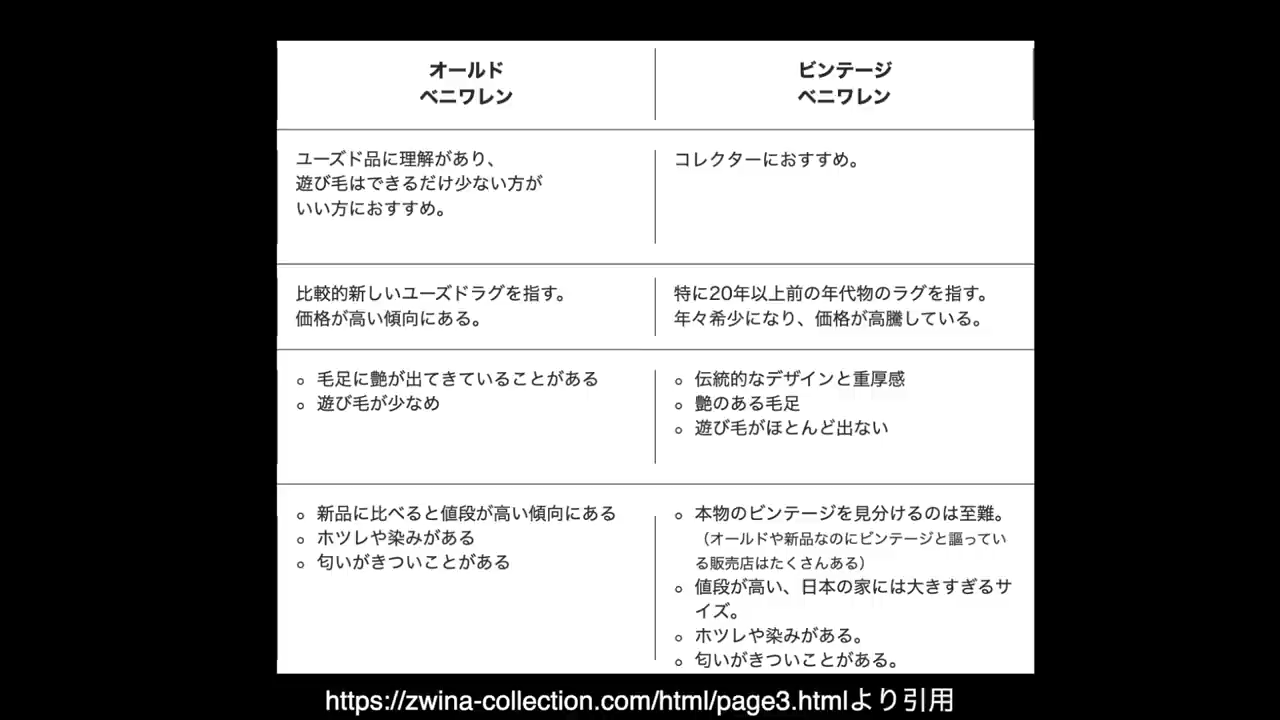 オールド
ベニワレン
ビンテージ
ベニワレン
ユーズド品に理解があり、
遊び毛はできるだけ少ない方が
いい方におすすめ。
コレクターにおすすめ。
比較的新しいユーズドラグを指す。
価格が高い傾向にある。
特に20年以上前の年代物のラグを指す。
年々希少になり、価格が高騰している。
毛足に艶が出てきていることがある
遊び毛が少なめ
伝統的なデザインと重厚感
艶のある毛足
遊び毛がほとんど出ない
新品に比べると値段が高い傾向にある
ホツレや染みがある
匂いがきついことがある
本物のビンテージを見分けるのは至難。
（オールドや新品なのにビンテージと謳ってい
る販売店はたくさんある）
値段が高い、日本の家には大きすぎるサ
イズ。
ホツレや染みがある。
匂いがきついことがある。
https://zwina-collection.com/html/page3.htmlより引用